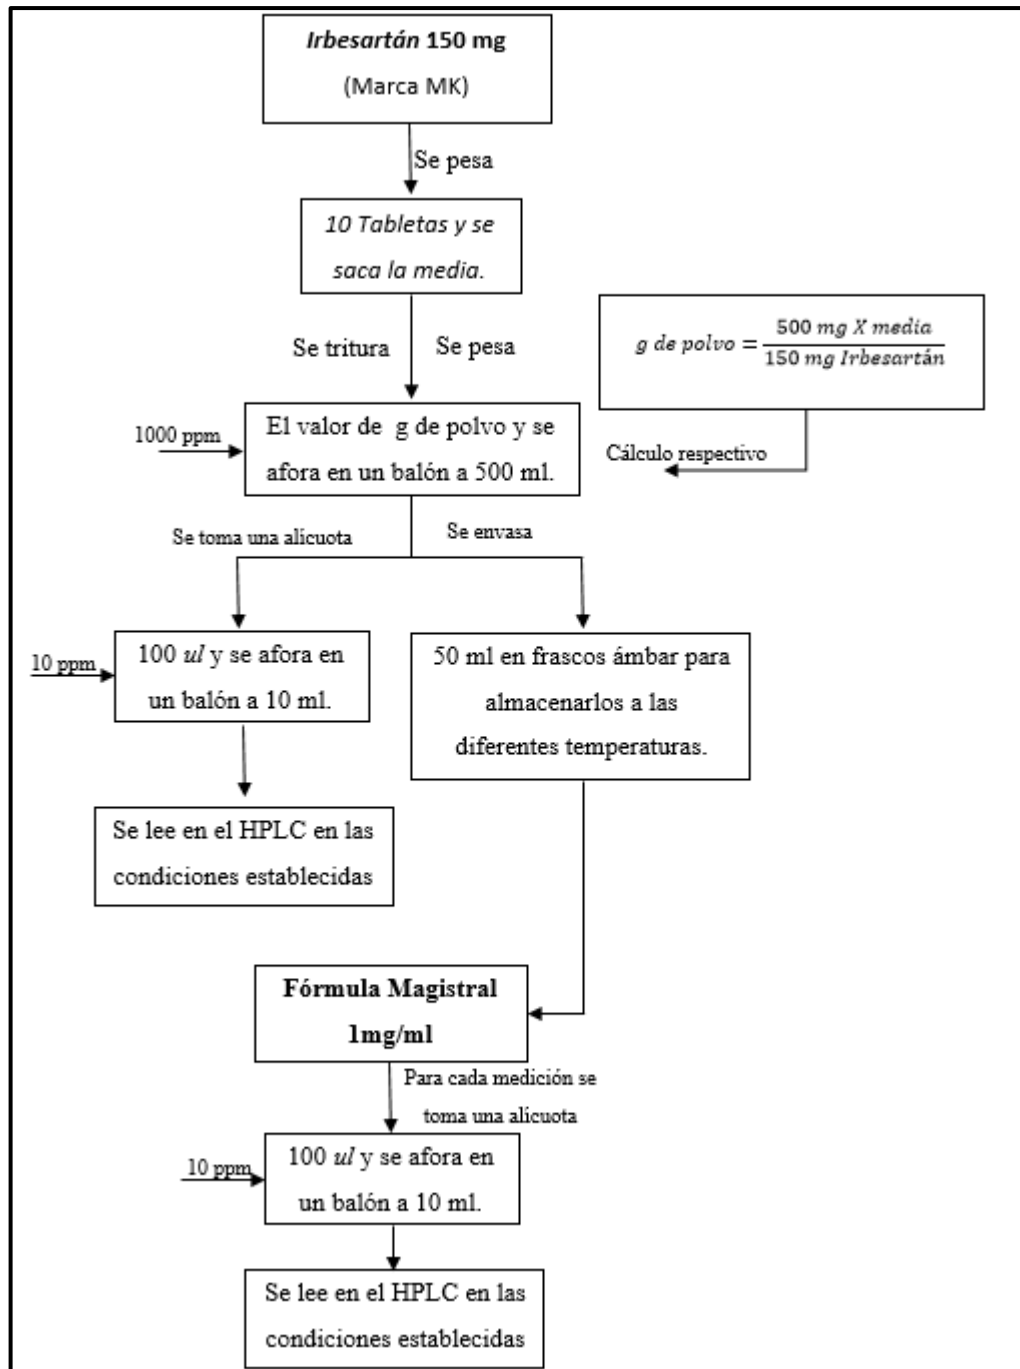 Irbesartán 150 mg
(Marca MK)
Se pesa
10 Tabletas y se
saca la media.
Se tritura
Se pesa
g de polvo = 500 mg X media / 150 mg Irbesartán
Cálculo respectivo
1000 ppm
El valor de g de polvo y se
afora en un balón a 500 ml.
Se toma una alícuota
Se envasa
10 ppm
100 ul y se afora en
un balón a 10 ml.
50 ml en frascos ámbar para
almacenarlos a las
diferentes temperaturas.
Se lee en el HPLC en las
condiciones establecidas
Fórmula Magistral
1mg/ml
Para cada medición se
toma una alícuota
10 ppm
100 ul y se afora en
un balón a 10 ml.
Se lee en el HPLC en las
condiciones establecidas